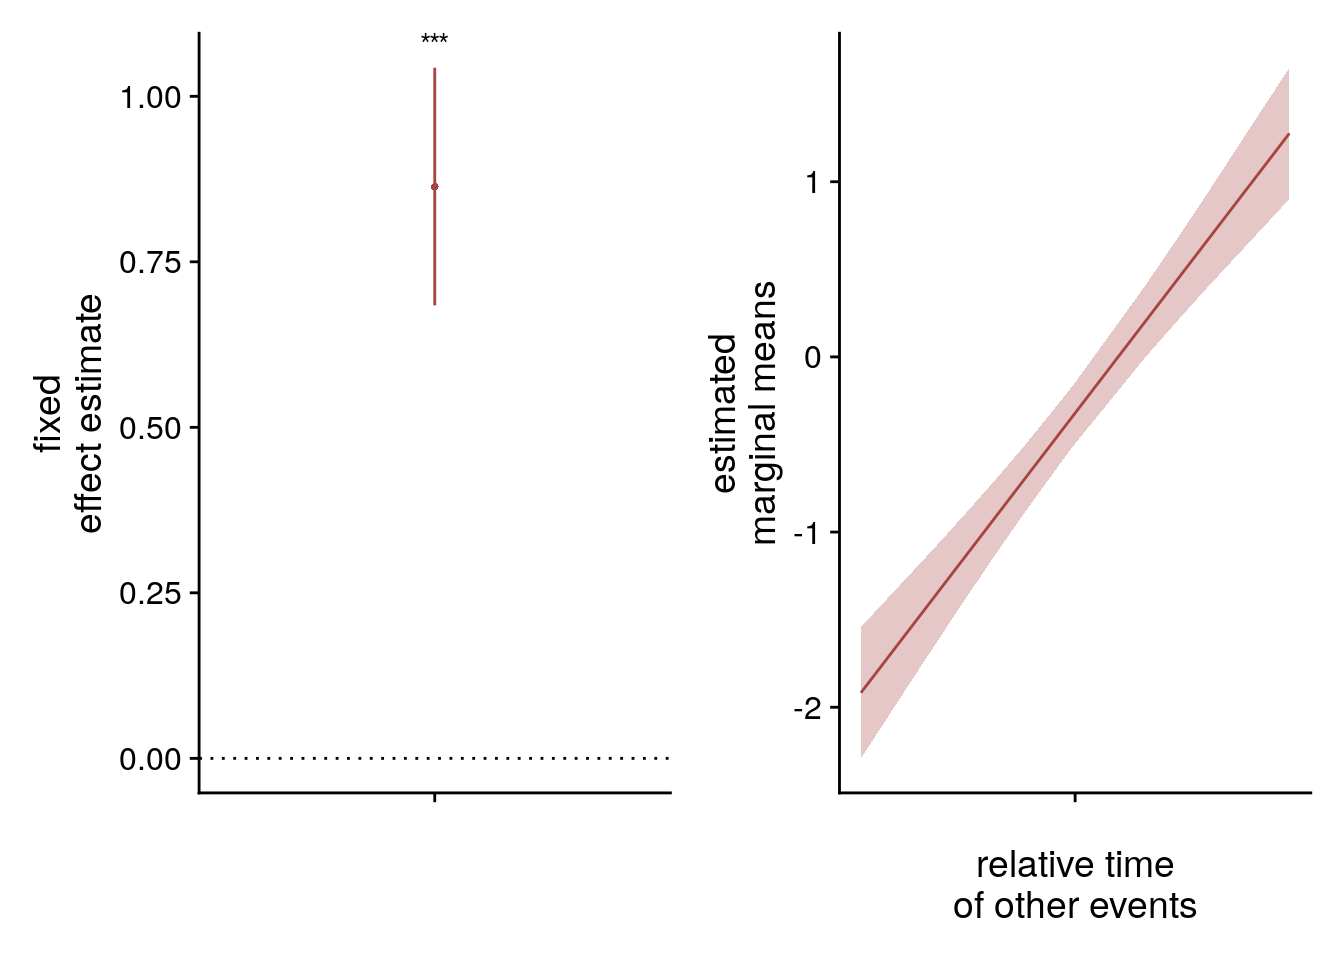 ***
1.00
0.75
0.50
0.25
0.00
fixed
effect estimate
1
0
-1
-2
estimated
marginal means
relative time
of other events